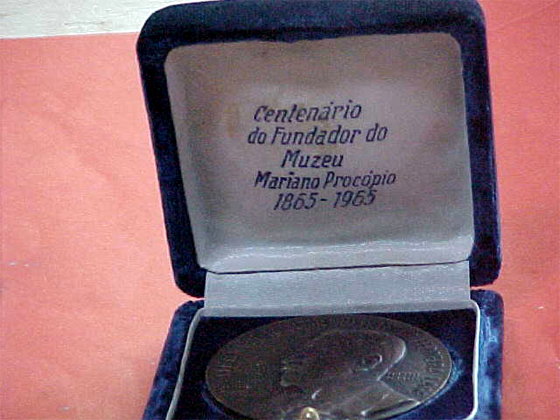 Centenário
do Fundador do
Muzeu
Mariano Procópio
1865-1965